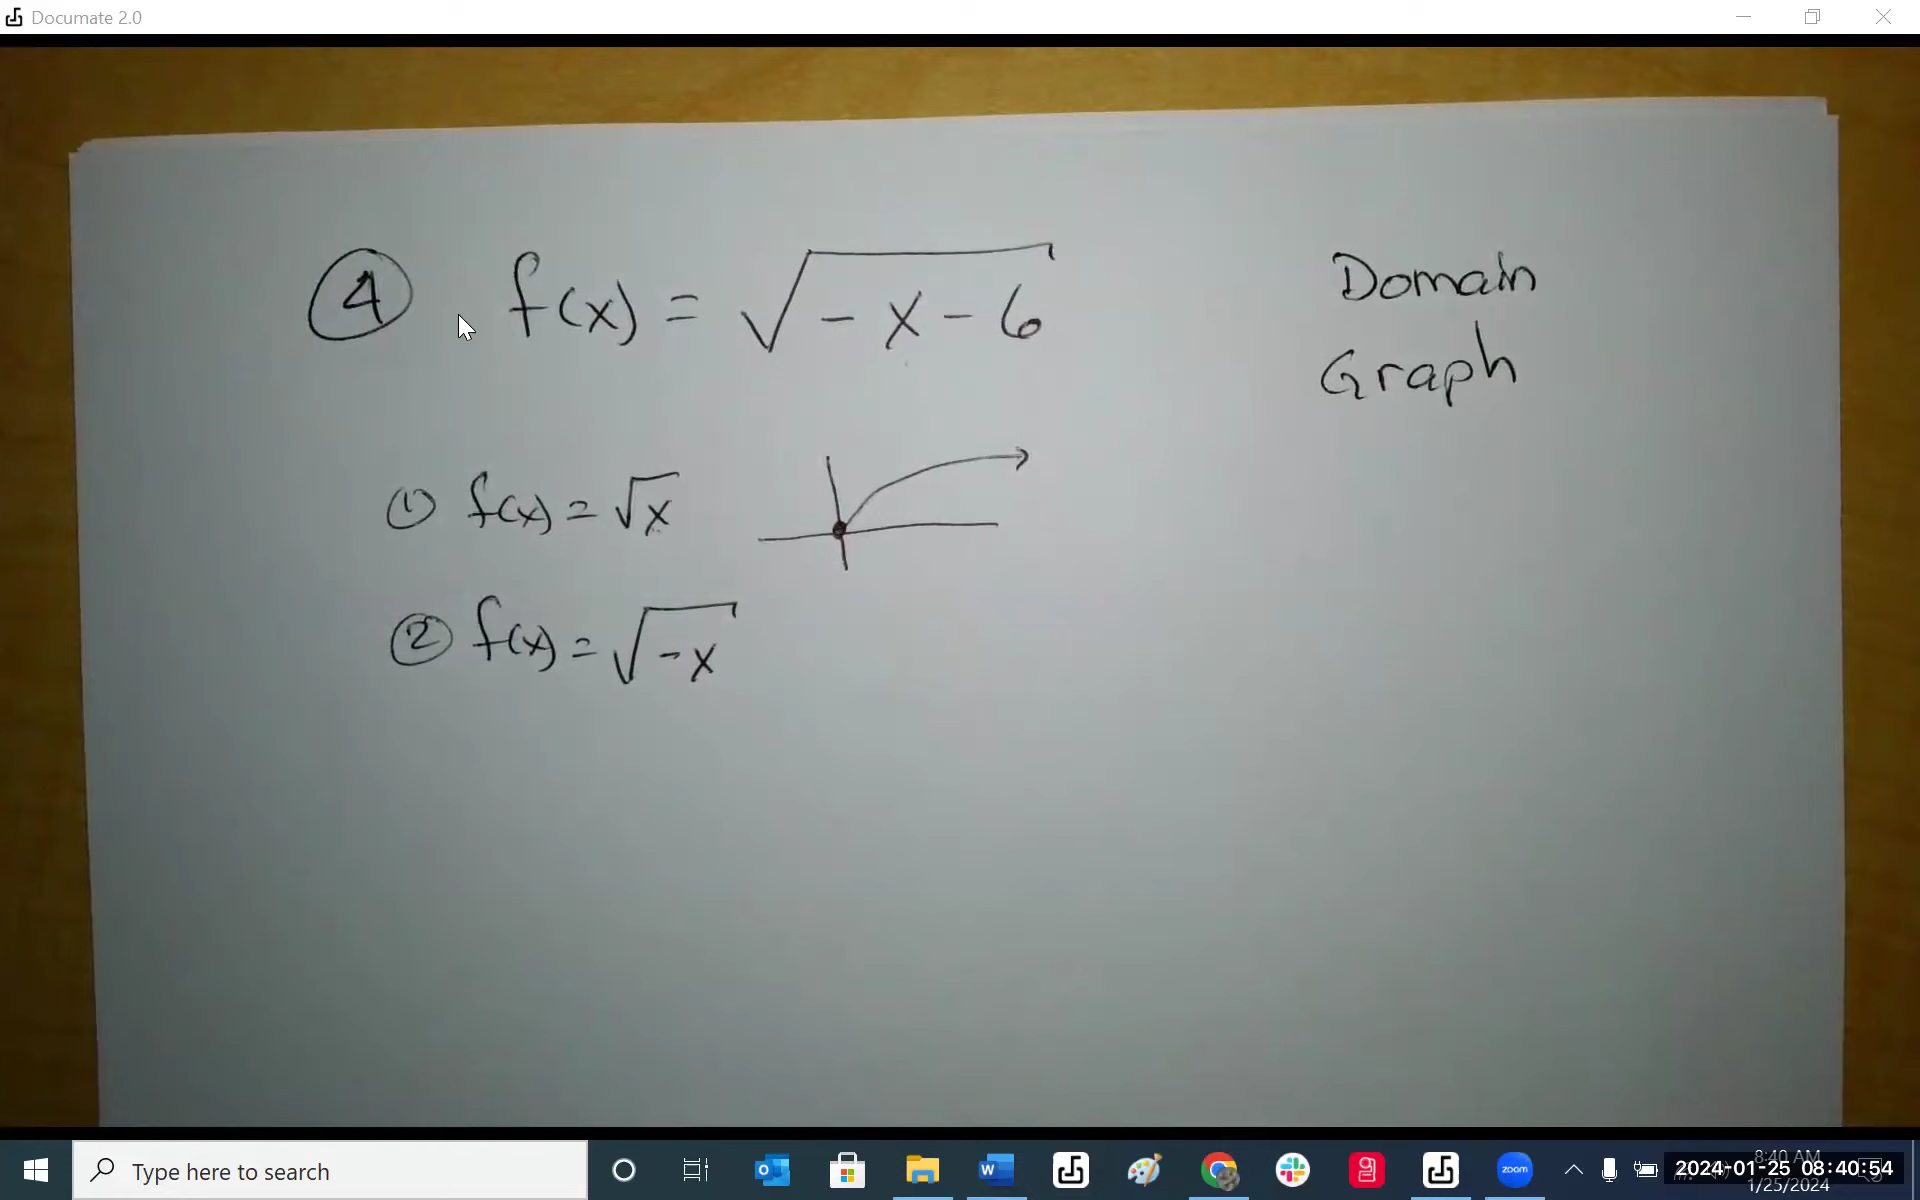 Documate 2.0
④ f(x) = √-x-6
Domain
Graph
① f(x) = √x
② f(x) = √-x
Type here to search
8:40 AM
2024-01-25 08:40:54
1/25/2024
zoom